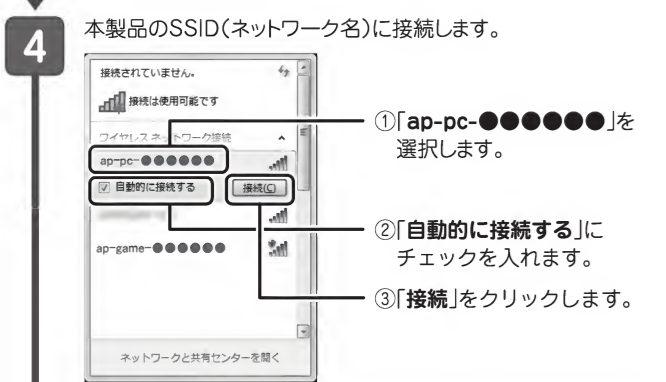 4
本製品のSSID(ネットワーク名)に接続します。
接続されていません。
接続は使用可能です
ワイヤレス ネットワーク接続
ap-pc-●●●●●●
自動的に接続する
接続(C)
ap-game-●●●●●●
ネットワークと共有センターを開く
①「ap-pc-●●●●●●」を
選択します。
②「自動的に接続する」に
チェックを入れます。
③「接続」をクリックします。